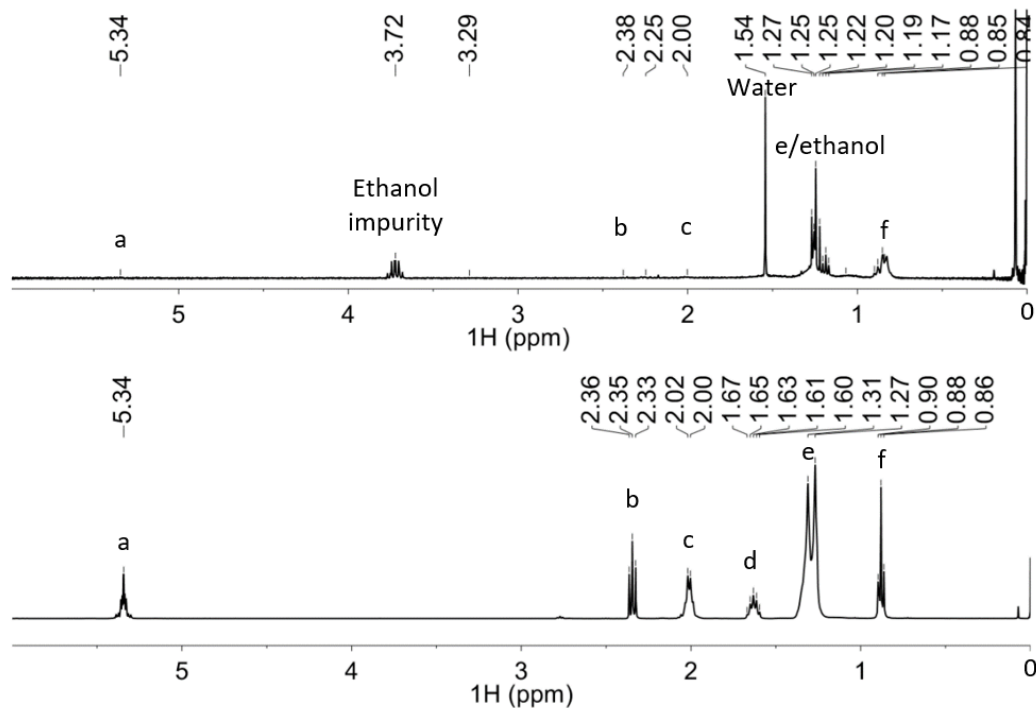 5.34 3.72 3.29 2.38 2.25 2.00 1.54 1.27 1.25 1.25 1.22 1.20 1.19 1.17 0.88 0.85 0.84
Water
e/ethanol
Ethanol
impurity
a b c f
5 4 3 2 1 0
1H (ppm)
5.34 2.36 2.35 2.33 2.02 2.00 1.67 1.65 1.63 1.61 1.60 1.31 1.27 0.90 0.88 0.86
e f
b
a c d
5 4 3 2 1 0
1H (ppm)